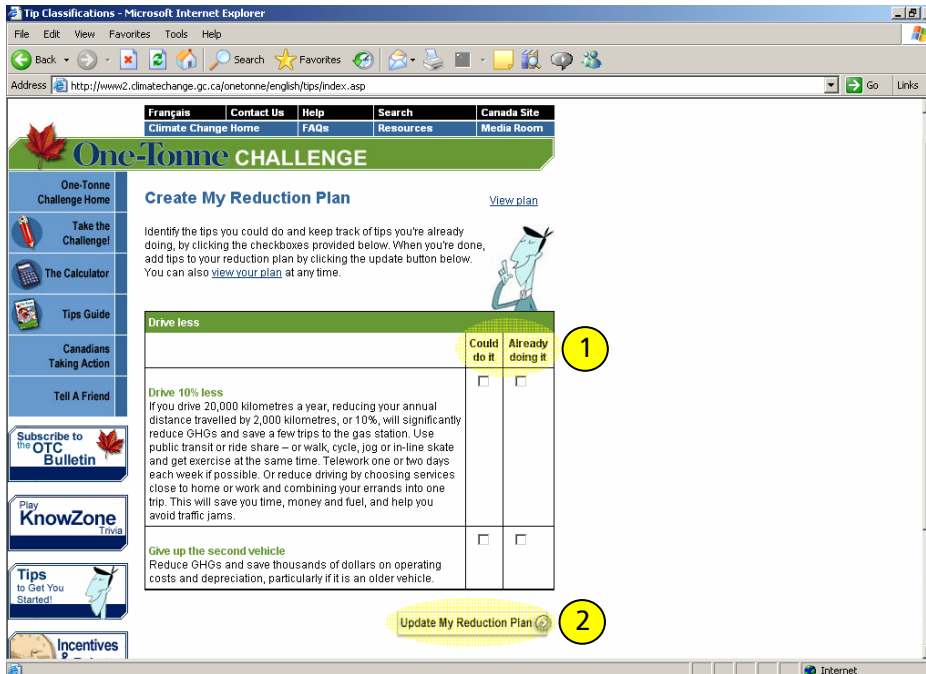 Tip Classifications - Microsoft Internet Explorer
File Edit View Favorites Tools Help
Back Search Favorites
Address http://www2.climatechange.gc.ca/onetonne/english/tips/index.asp Go Links
Français Contact Us Help Search Canada Site
Climate Change Home FAQs Resources Media Room
One-Tonne CHALLENGE
One-Tonne
Challenge Home
Take the
Challenge!
The Calculator
Tips Guide
Canadians
Taking Action
Tell A Friend
Subscribe to
the OTC
Bulletin
Play
KnowZone
Trivia
Tips
to Get You
Started!
Incentives
Create My Reduction Plan
View plan
Identify the tips you could do and keep track of tips you're already
doing, by clicking the checkboxes provided below. When you're done,
add tips to your reduction plan by clicking the update button below.
You can also view your plan at any time.
Drive less
Could Already
do it doing it
1
Drive 10% less
If you drive 20,000 kilometres a year, reducing your annual
distance travelled by 2,000 kilometres, or 10%, will significantly
reduce GHGs and save a few trips to the gas station. Use
public transit or ride share – or walk, cycle, jog or in-line skate
and get exercise at the same time. Telework one or two days
each week if possible. Or reduce driving by choosing services
close to home or work and combining your errands into one
trip. This will save you time, money and fuel, and help you
avoid traffic jams.
Give up the second vehicle
Reduce GHGs and save thousands of dollars on operating
costs and depreciation, particularly if it is an older vehicle.
Update My Reduction Plan
2
Internet